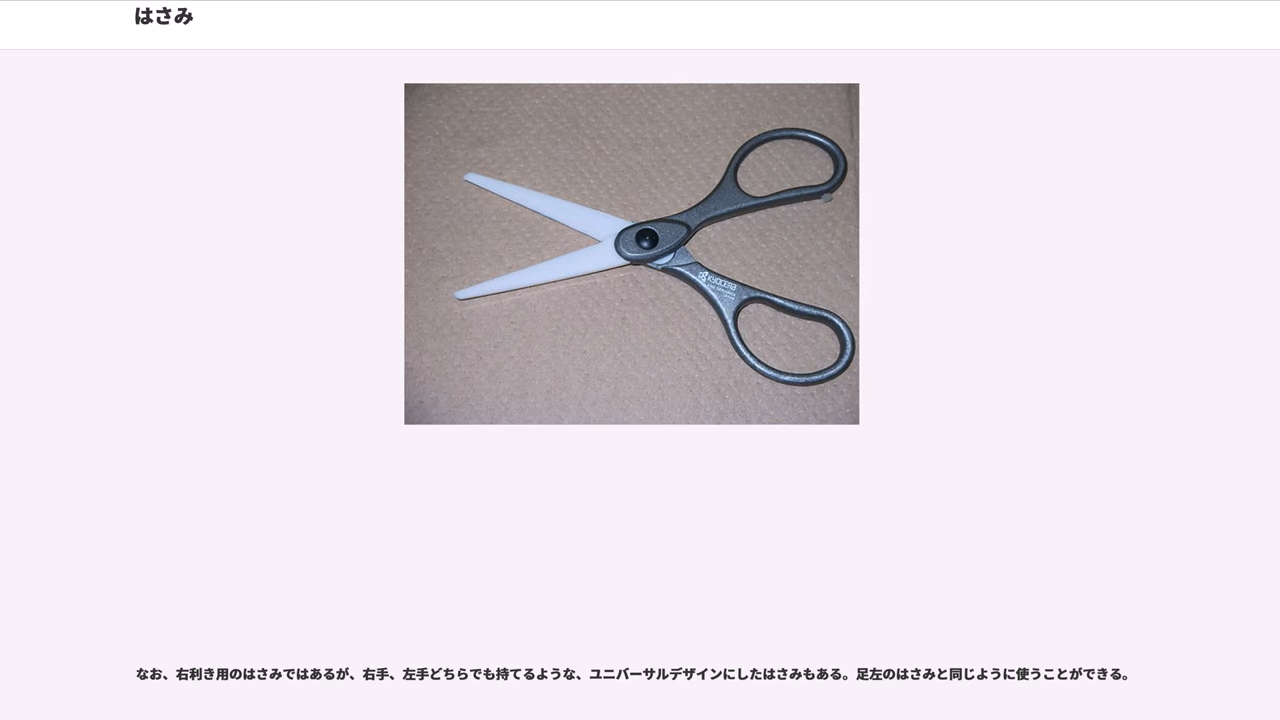 はさみ
KYOCERA
なお、右利き用のはさみではあるが、右手、左手どちらでも持てるような、ユニバーサルデザインにしたはさみもある。足左のはさみと同じように使うことができる。